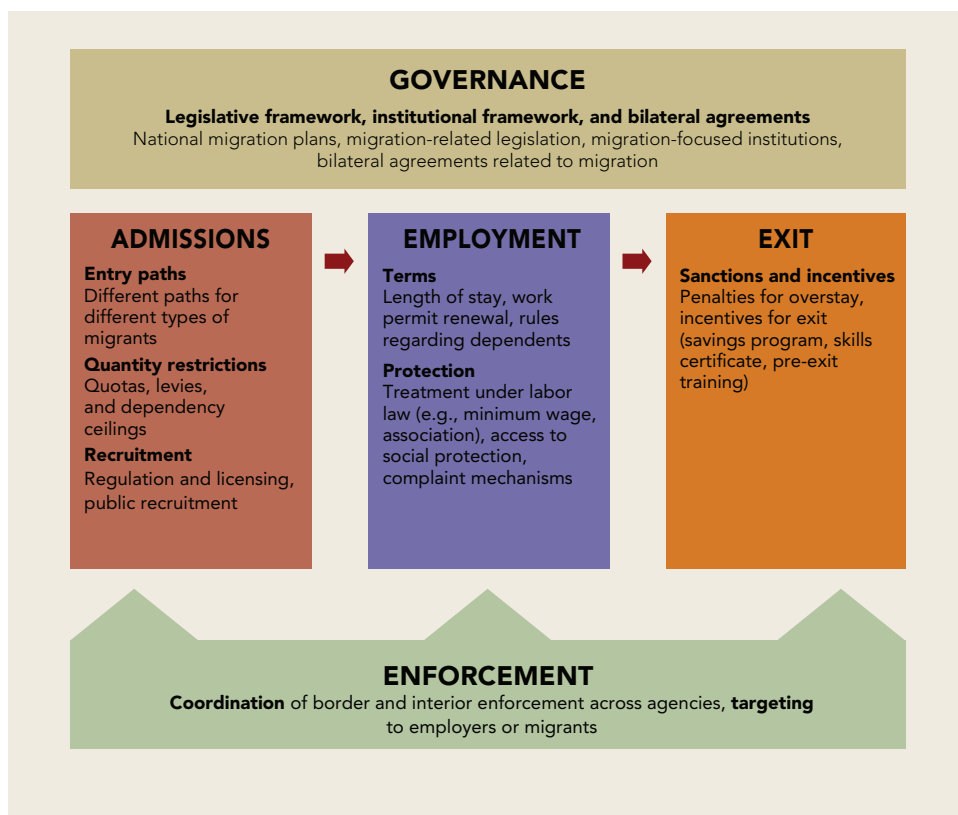 GOVERNANCE
Legislative framework, institutional framework, and bilateral agreements
National migration plans, migration-related legislation, migration-focused institutions,
bilateral agreements related to migration
ADMISSIONS
Entry paths
Different paths for
different types of
migrants
Quantity restrictions
Quotas, levies,
and dependency
ceilings
Recruitment
Regulation and licensing,
public recruitment
EMPLOYMENT
Terms
Length of stay, work
permit renewal, rules
regarding dependents
Protection
Treatment under labor
law (e.g., minimum wage,
association), access to
social protection,
complaint mechanisms
EXIT
Sanctions and incentives
Penalties for overstay,
incentives for exit
(savings program, skills
certificate, pre-exit
training)
ENFORCEMENT
Coordination of border and interior enforcement across agencies, targeting
to employers or migrants